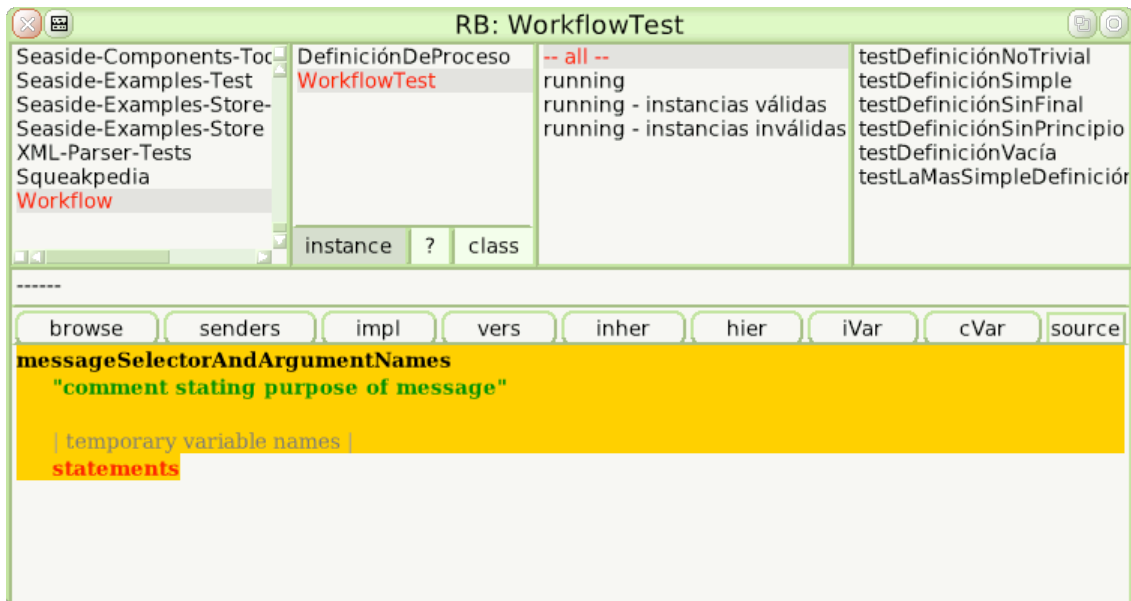 RB: WorkflowTest
Seaside-Components-Toc
Seaside-Examples-Test
Seaside-Examples-Store-
Seaside-Examples-Store
XML-Parser-Tests
Squeakpedia
Workflow
DefiniciónDeProceso
WorkflowTest
instance ? class
-- all --
running
running - instancias válidas
running - instancias inválidas
testDefiniciónNoTrivial
testDefiniciónSimple
testDefiniciónSinFinal
testDefiniciónSinPrincipio
testDefiniciónVacía
testLaMasSimpleDefinición
------
browse senders impl vers inher hier iVar cVar source
messageSelectorAndArgumentNames
"comment stating purpose of message"
| temporary variable names |
statements